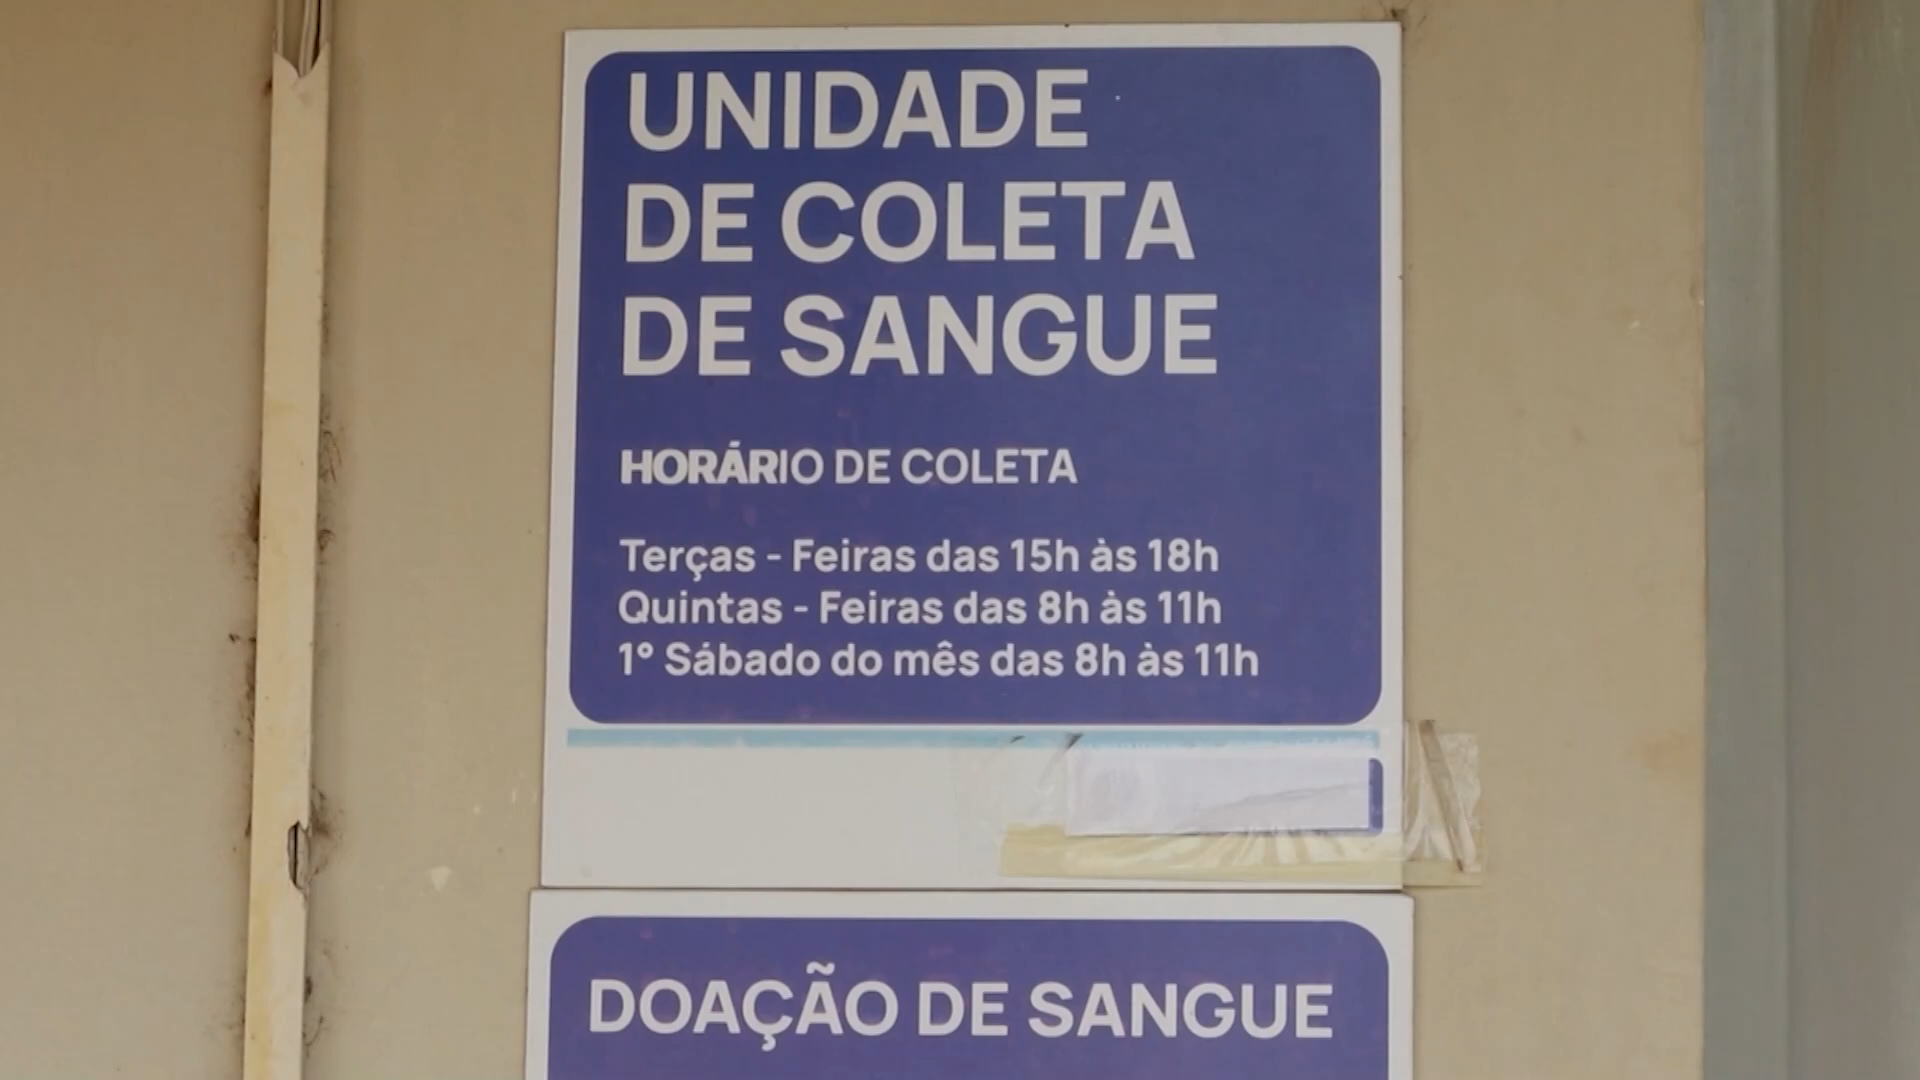 UNIDADE
DE COLETA
DE SANGUE
HORÁRIO DE COLETA
Terças - Feiras das 15h às 18h
Quintas - Feiras das 8h às 11h
1° Sábado do mês das 8h às 11h
DOAÇÃO DE SANGUE